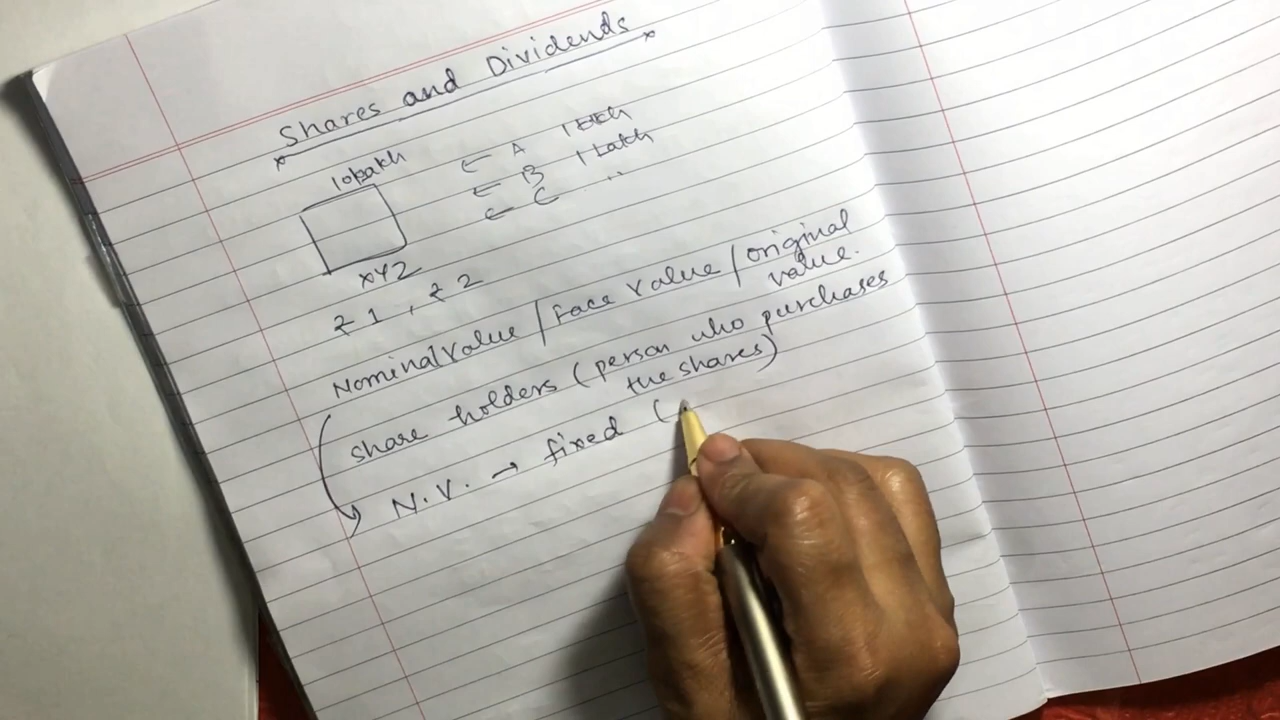 Shares and Dividends
10 lakh
← A 1 lakh
← B 1 lakh
← C "
XYZ
₹ 1, ₹ 2
Nominal value / Face value / original
value.
Share holders (person who purchases
the shares)
N.V. → fixed (